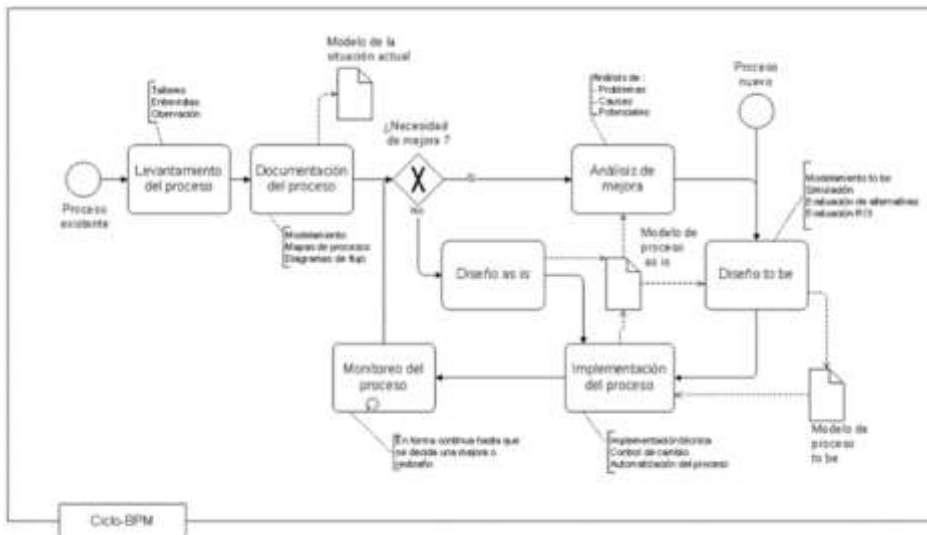 Modelo de la
situación actual
Talleres
Entrevistas
Obervación
¿Necesidad
de mejora ?
Análisis de :
- Problemas
- Causas
- Potenciales
Proceso
nuevo
Levantamiento
del proceso
Documentación
del proceso
Si
Análisis de
mejora
Proceso
existente
No
Modelamiento
Mapas de procesos
Diagramas de flujo
Modelamiento to be
Simulación
Evaluación de alternativas
Evaluación ROI
Modelo de
proceso
as is
Diseño as is
Diseño to be
Monitoreo del
proceso
Implementación
del proceso
Modelo de
proceso
to be
En forma continua hasta que
se decida una mejora o
rediseño
Implementación técnica
Control de cambio
Automatización del proceso
Ciclo-BPM